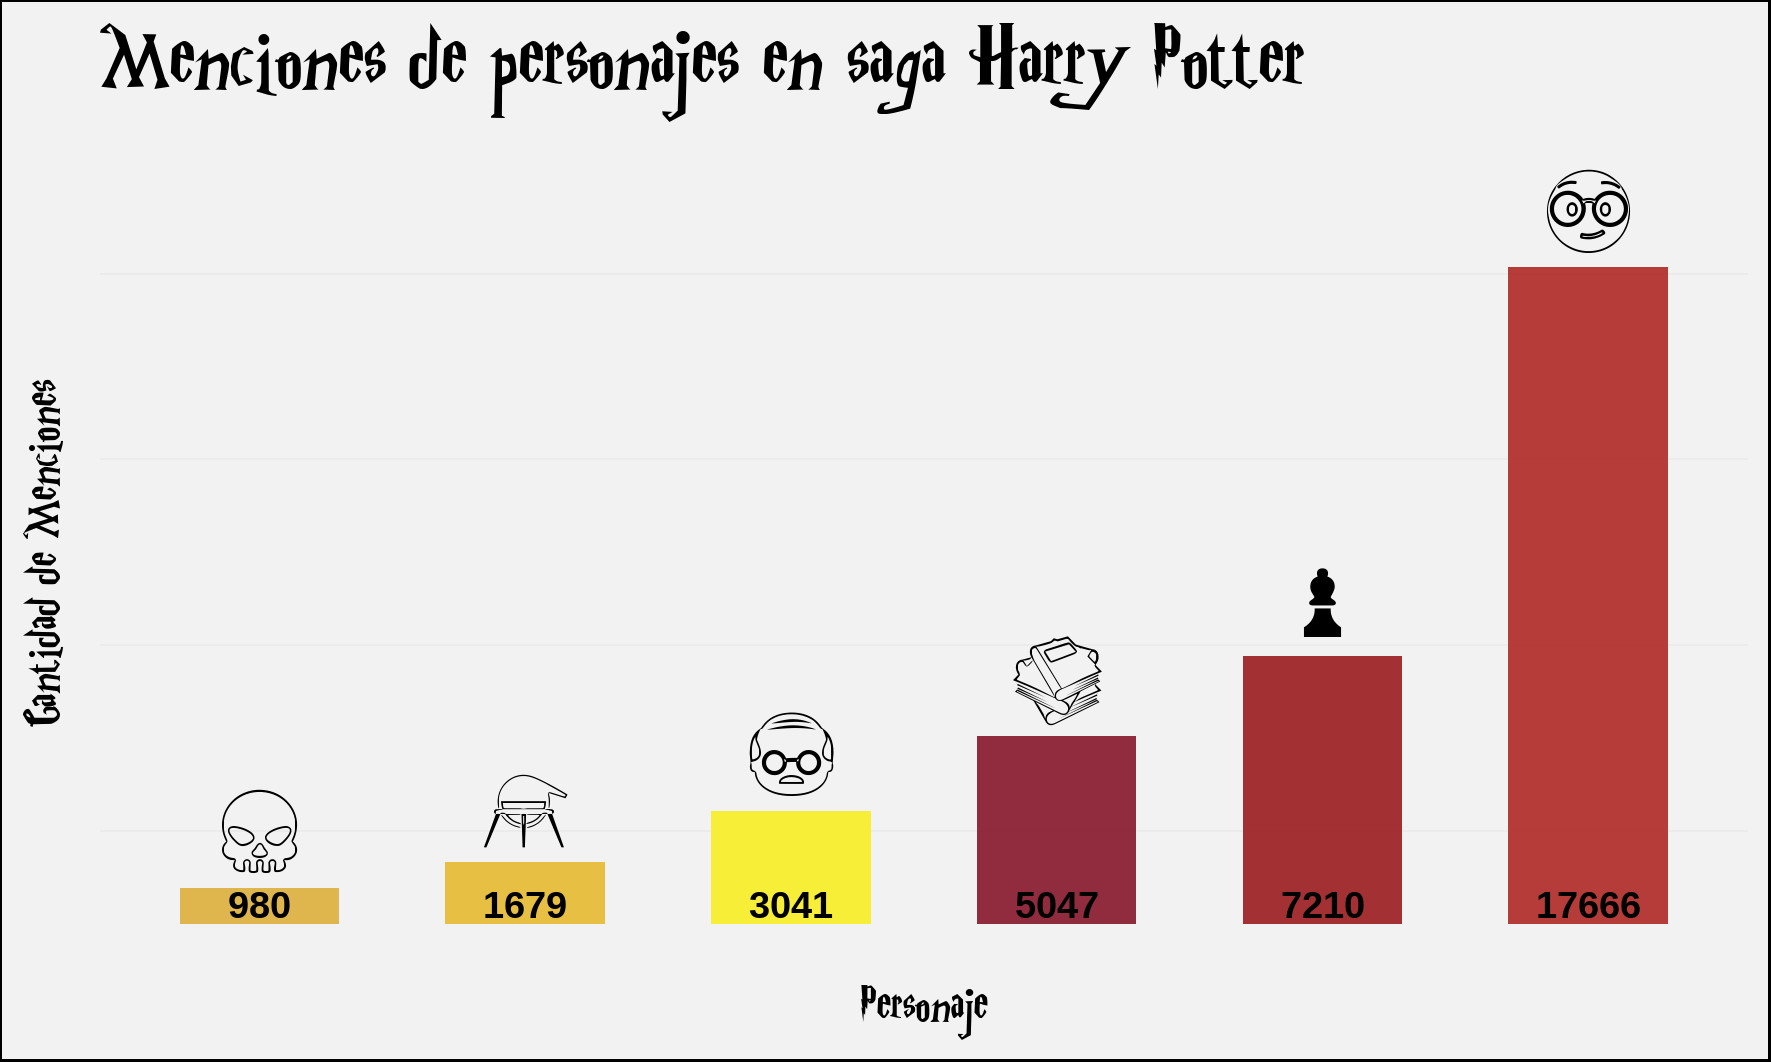 Menciones de personajes en saga Harry Potter
Cantidad de Menciones
980
1679
3041
5047
7210
17666
Personaje